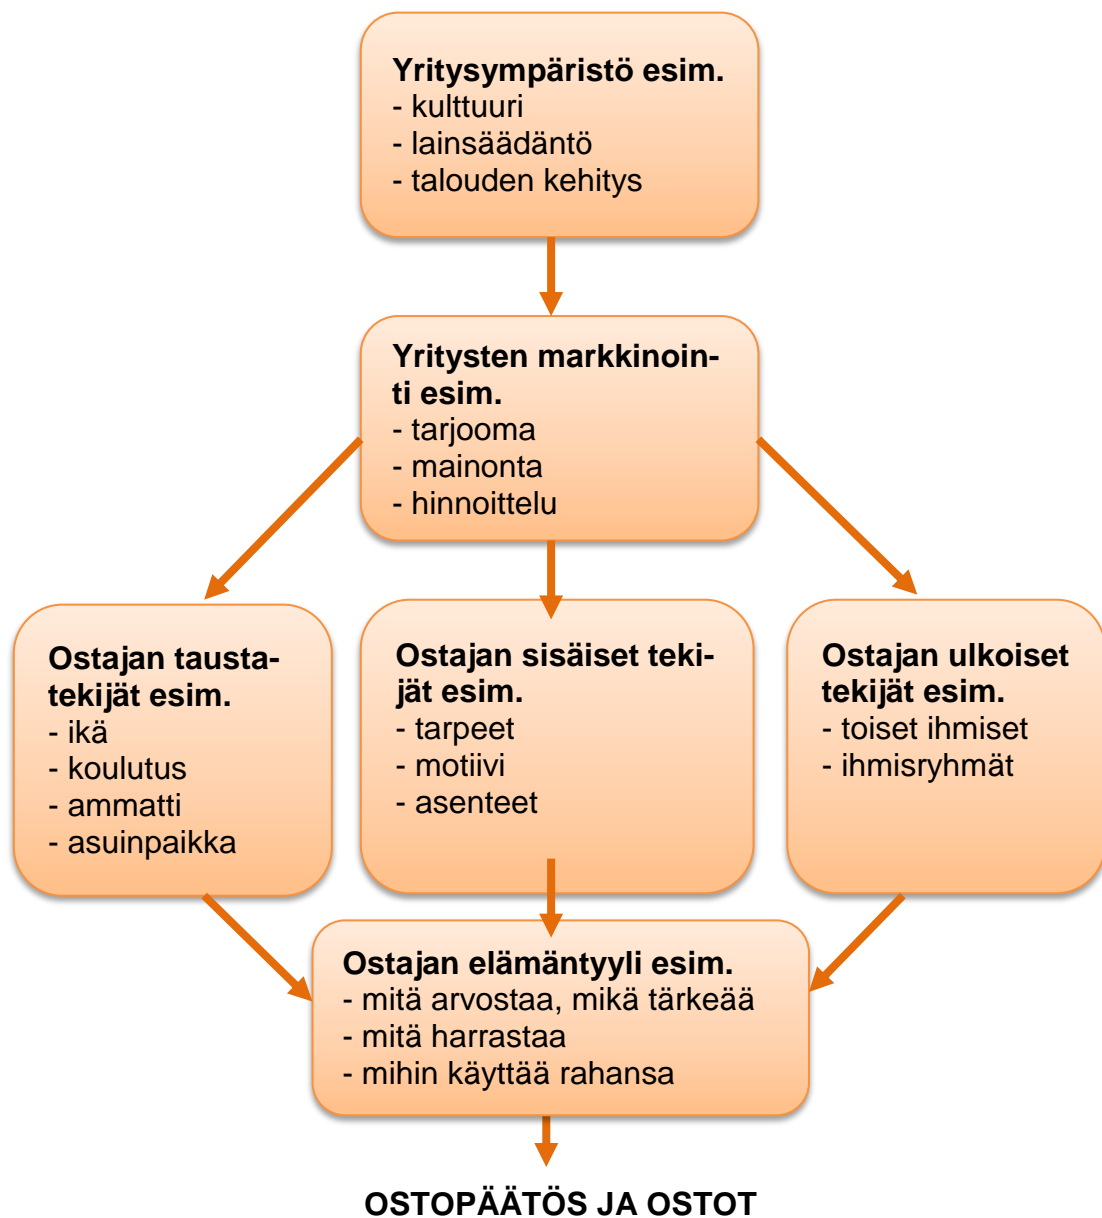 Yritysympäristö esim.
- kulttuuri
- lainsäädäntö
- talouden kehitys
Yritysten markkinoin-
ti esim.
- tarjooma
- mainonta
- hinnoittelu
Ostajan tausta-
tekijät esim.
- ikä
- koulutus
- ammatti
- asuinpaikka
Ostajan sisäiset teki-
jät esim.
- tarpeet
- motiivi
- asenteet
Ostajan ulkoiset
tekijät esim.
- toiset ihmiset
- ihmisryhmät
Ostajan elämäntyyli esim.
- mitä arvostaa, mikä tärkeää
- mitä harrastaa
- mihin käyttää rahansa
OSTOPÄÄTÖS JA OSTOT